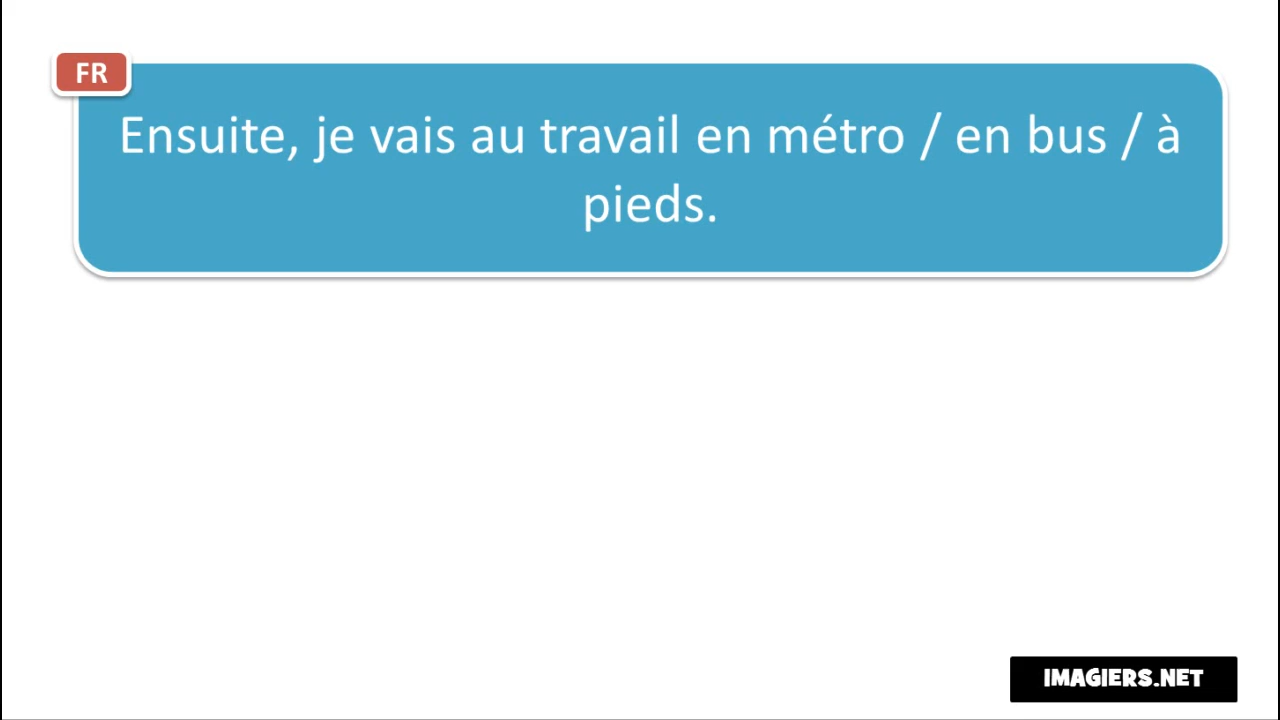 FR
Ensuite, je vais au travail en métro / en bus / à
pieds.
IMAGIERS.NET